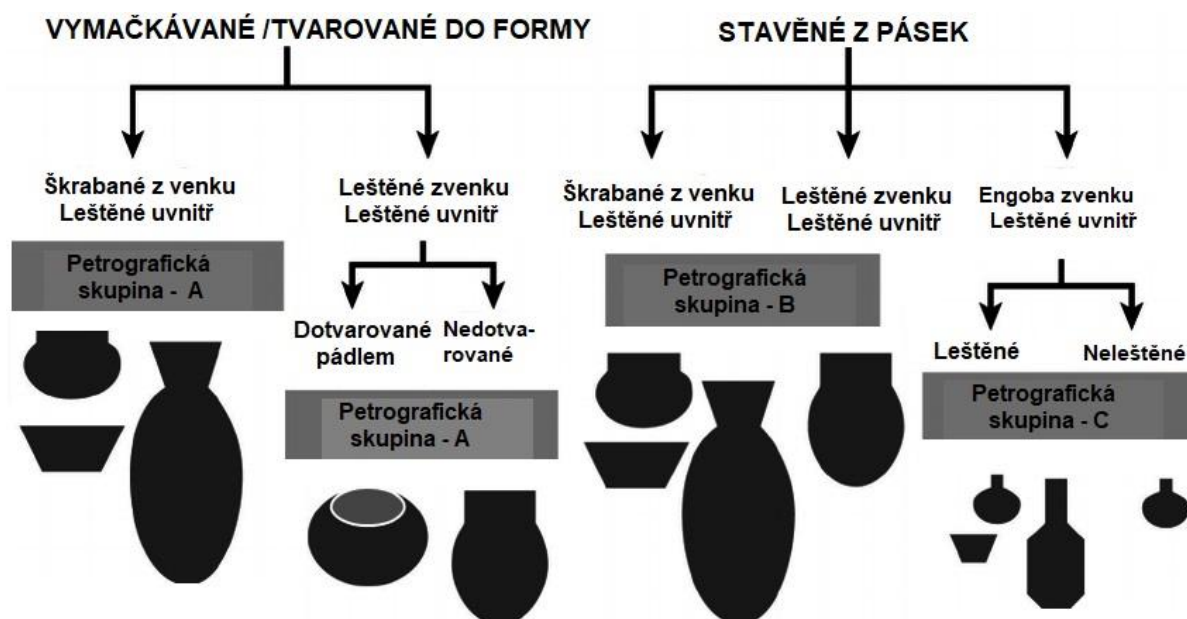 VYMAČKÁVANÉ /TVAROVANÉ DO FORMY
STAVĚNÉ Z PÁSEK
Škrabané z venku
Leštěné uvnitř
Leštěné zvenku
Leštěné uvnitř
Škrabané z venku
Leštěné uvnitř
Leštěné zvenku
Leštěné uvnitř
Engoba zvenku
Leštěné uvnitř
Petrografická
skupina - A
Dotvarované
pádlem
Nedotva-
rované
Petrografická
skupina - A
Petrografická
skupina - B
Leštěné
Neleštěné
Petrografická
skupina - C